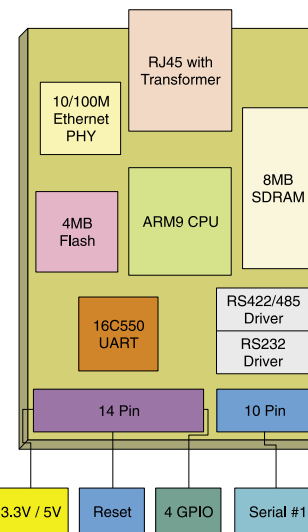 RJ45 with
Transformer
10/100M
Ethernet
PHY
8MB
SDRAM
4MB
Flash
ARM9 CPU
RS422/485
Driver
16C550
UART
RS232
Driver
14 Pin
10 Pin
3.3V / 5V
Reset
4 GPIO
Serial #1